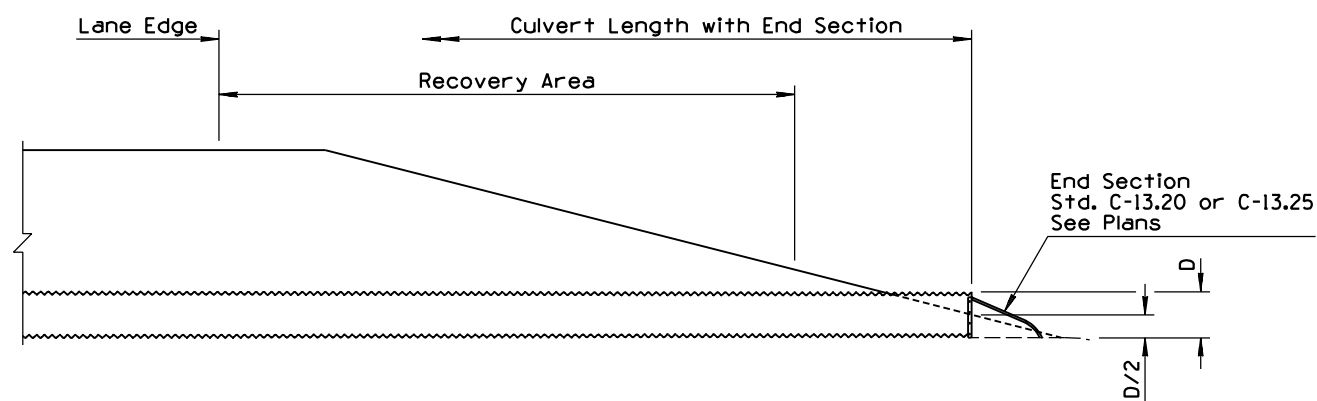 Lane Edge
Culvert Length with End Section
Recovery Area
End Section
Std. C-13.20 or C-13.25
See Plans
D
D/2